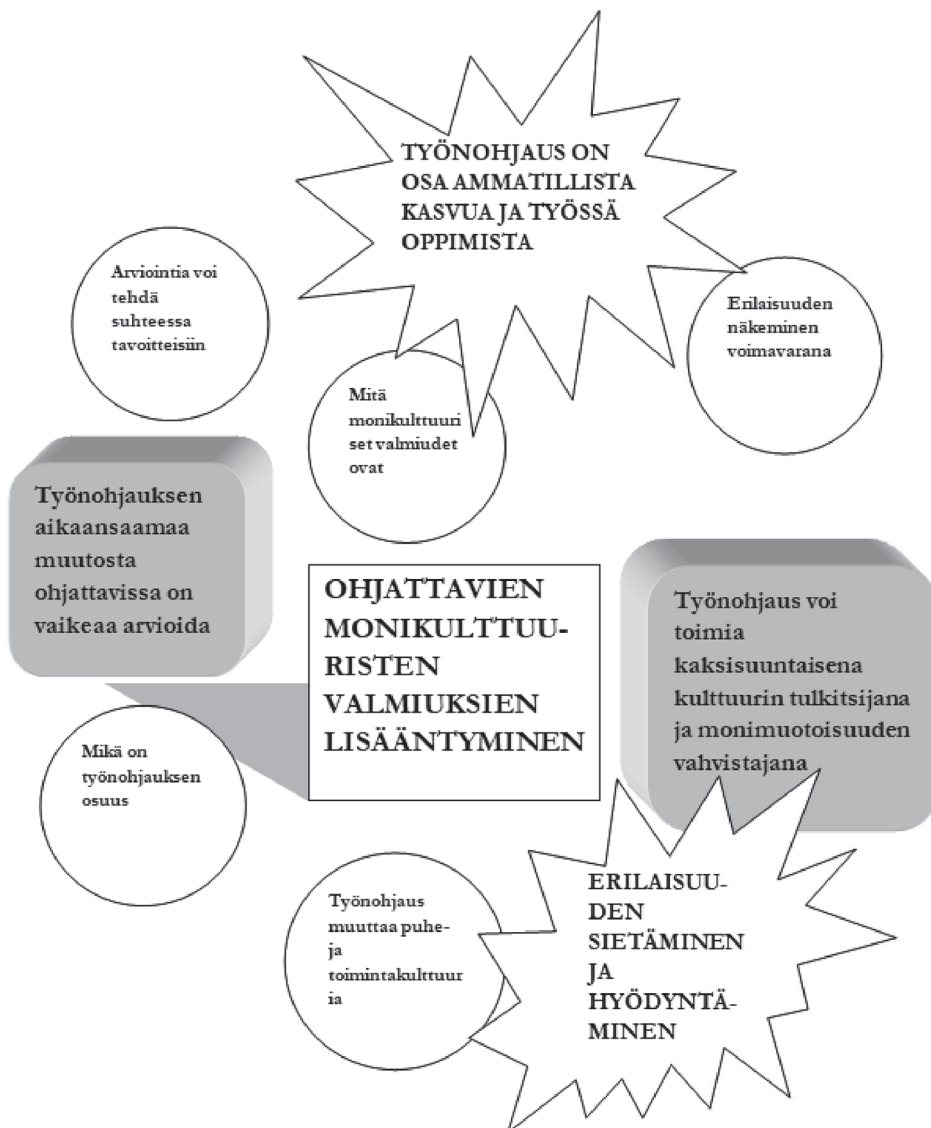 TYÖNOHJAUS ON
OSA AMMATILLISTA
KASVUA JA TYÖSSÄ
OPPIMISTA
Arviointia voi
tehdä
suhteessa
tavoitteisiin
Erilaisuuden
näkeminen
voimavarana
Mitä
monikulttuuri
set valmiudet
ovat
Työnohjauksen
aikaansaamaa
muutosta
ohjattavissa on
vaikeaa arvioida
OHJATTAVIEN
MONIKULTTUU-
RISTEN
VALMIUKSIEN
LISÄÄNTYMINEN
Työnohjaus voi
toimia
kaksisuuntaisena
kulttuurin tulkitsijana
ja monimuotoisuuden
vahvistajana
Mikä on
työnohjauksen
osuus
Työnohjaus
muuttaa puhe-
ja
toimintakulttuur
ia
ERILAISUU-
DEN
SIETÄMINEN
JA
HYÖDYNTÄ-
MINEN